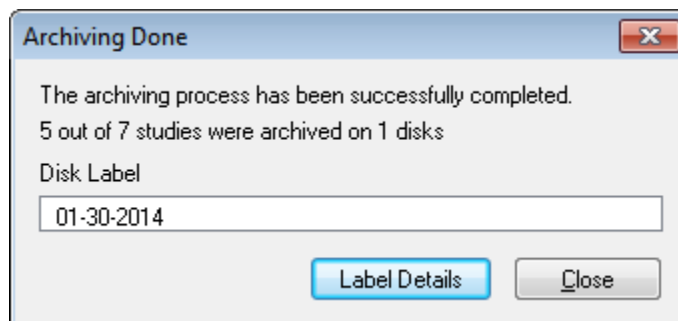 Archiving Done
The archiving process has been successfully completed.
5 out of 7 studies were archived on 1 disks
Disk Label
01-30-2014
Label Details
Close